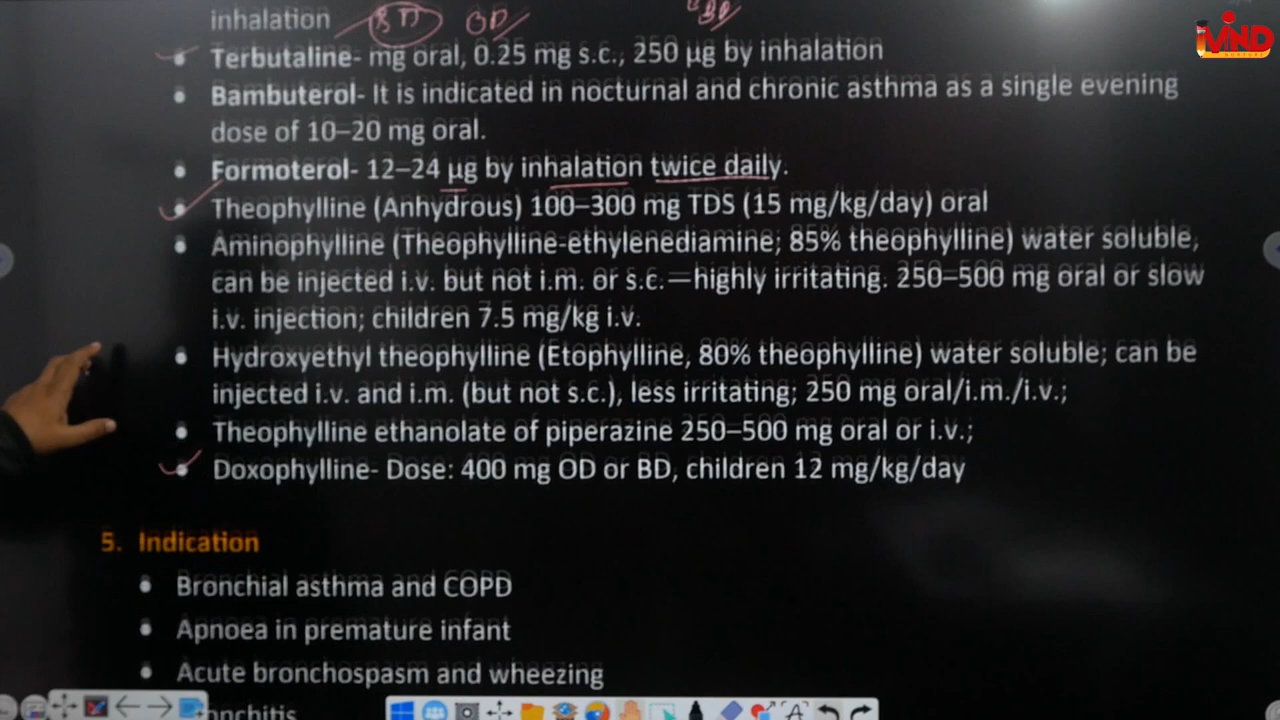 inhalation BD OD
Terbutaline- mg oral, 0.25 mg s.c., 250 µg by inhalation
Bambuterol- It is indicated in nocturnal and chronic asthma as a single evening
dose of 10–20 mg oral.
Formoterol- 12–24 µg by inhalation twice daily.
Theophylline (Anhydrous) 100–300 mg TDS (15 mg/kg/day) oral
Aminophylline (Theophylline-ethylenediamine; 85% theophylline) water soluble,
can be injected i.v. but not i.m. or s.c.—highly irritating. 250–500 mg oral or slow
i.v. injection; children 7.5 mg/kg i.v.
Hydroxyethyl theophylline (Etophylline, 80% theophylline) water soluble; can be
injected i.v. and i.m. (but not s.c.), less irritating; 250 mg oral/i.m./i.v.;
Theophylline ethanolate of piperazine 250–500 mg oral or i.v.;
Doxophylline- Dose: 400 mg OD or BD, children 12 mg/kg/day
5. Indication
Bronchial asthma and COPD
Apnoea in premature infant
Acute bronchospasm and wheezing